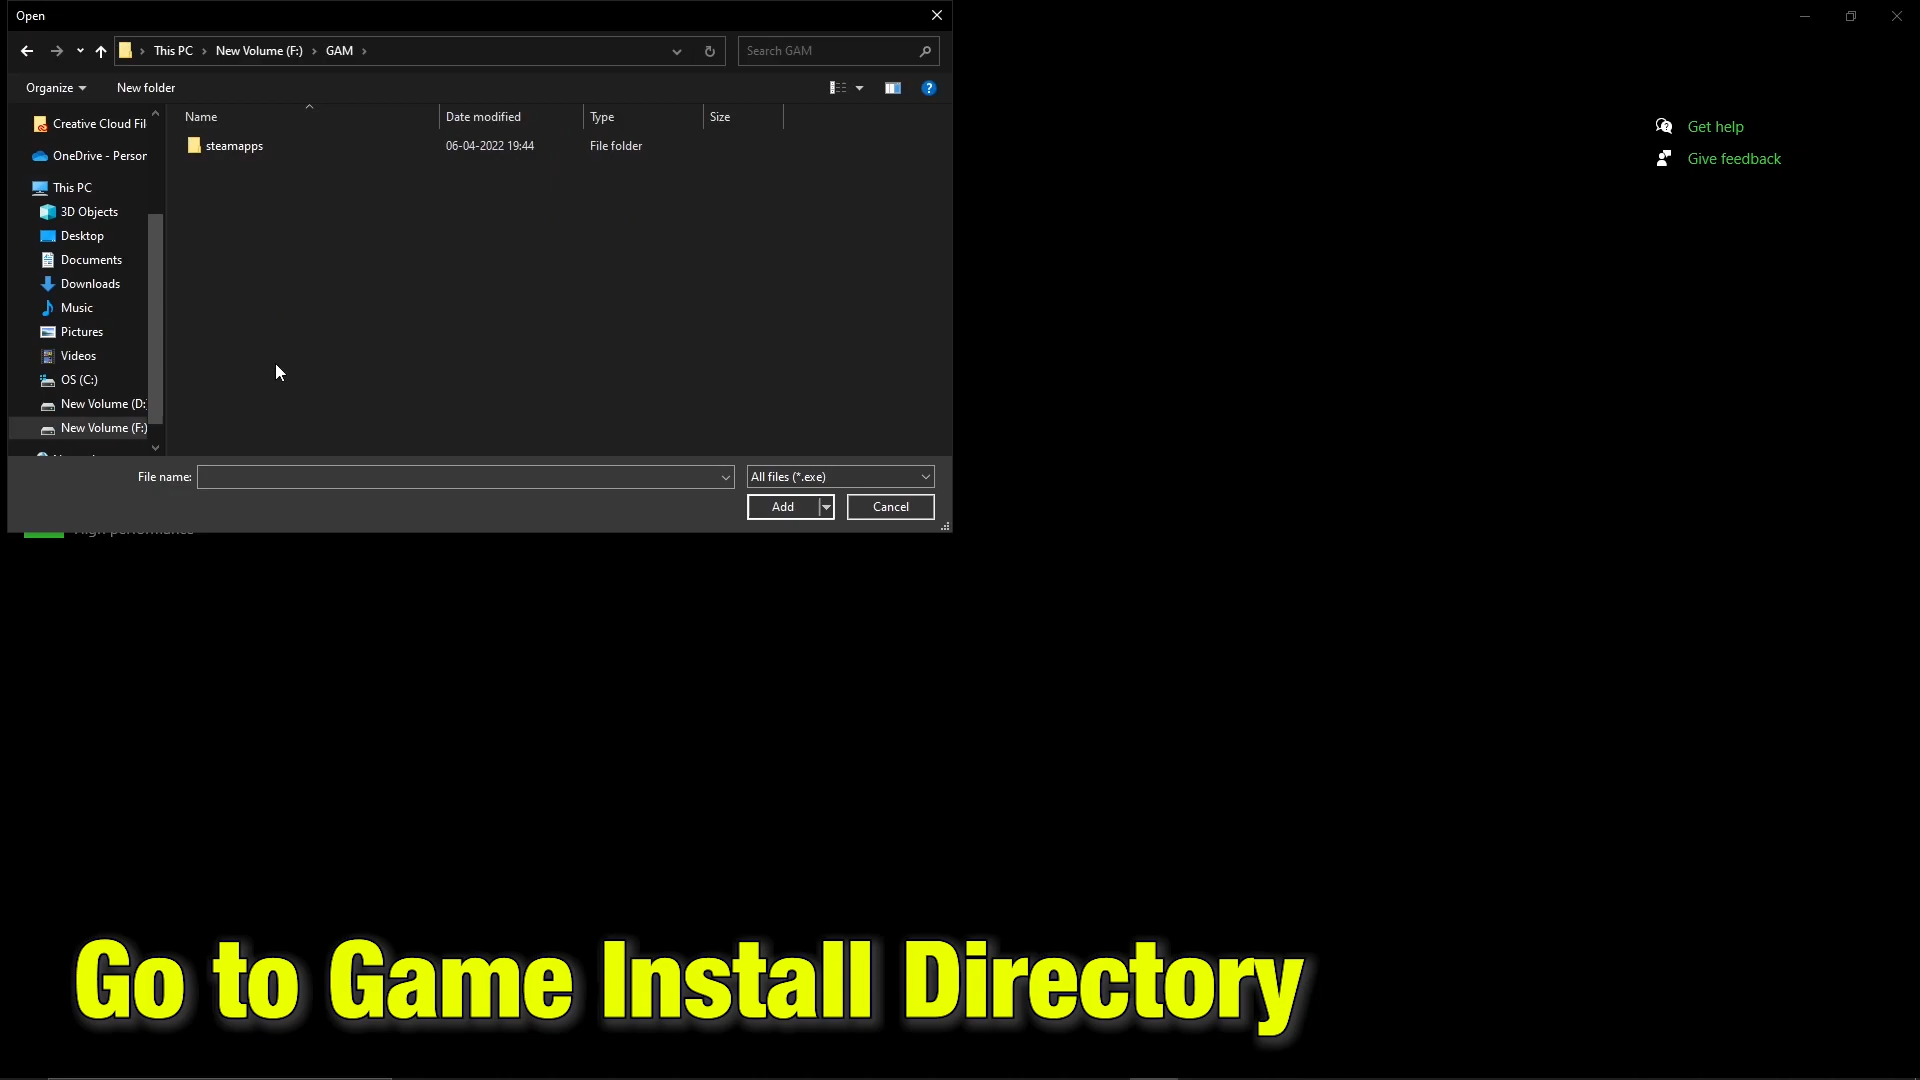 Open
This PC > New Volume (F:) > GAM >
Search GAM
Organize
New folder
Name
Date modified
Type
Size
steamapps
06-04-2022 19:44
File folder
Creative Cloud Fil
OneDrive - Person
This PC
3D Objects
Desktop
Documents
Downloads
Music
Pictures
Videos
OS (C:)
New Volume (D:
New Volume (F:)
File name:
All files (*.exe)
Add
Cancel
Get help
Give feedback
High performance
Go to Game Install Directory